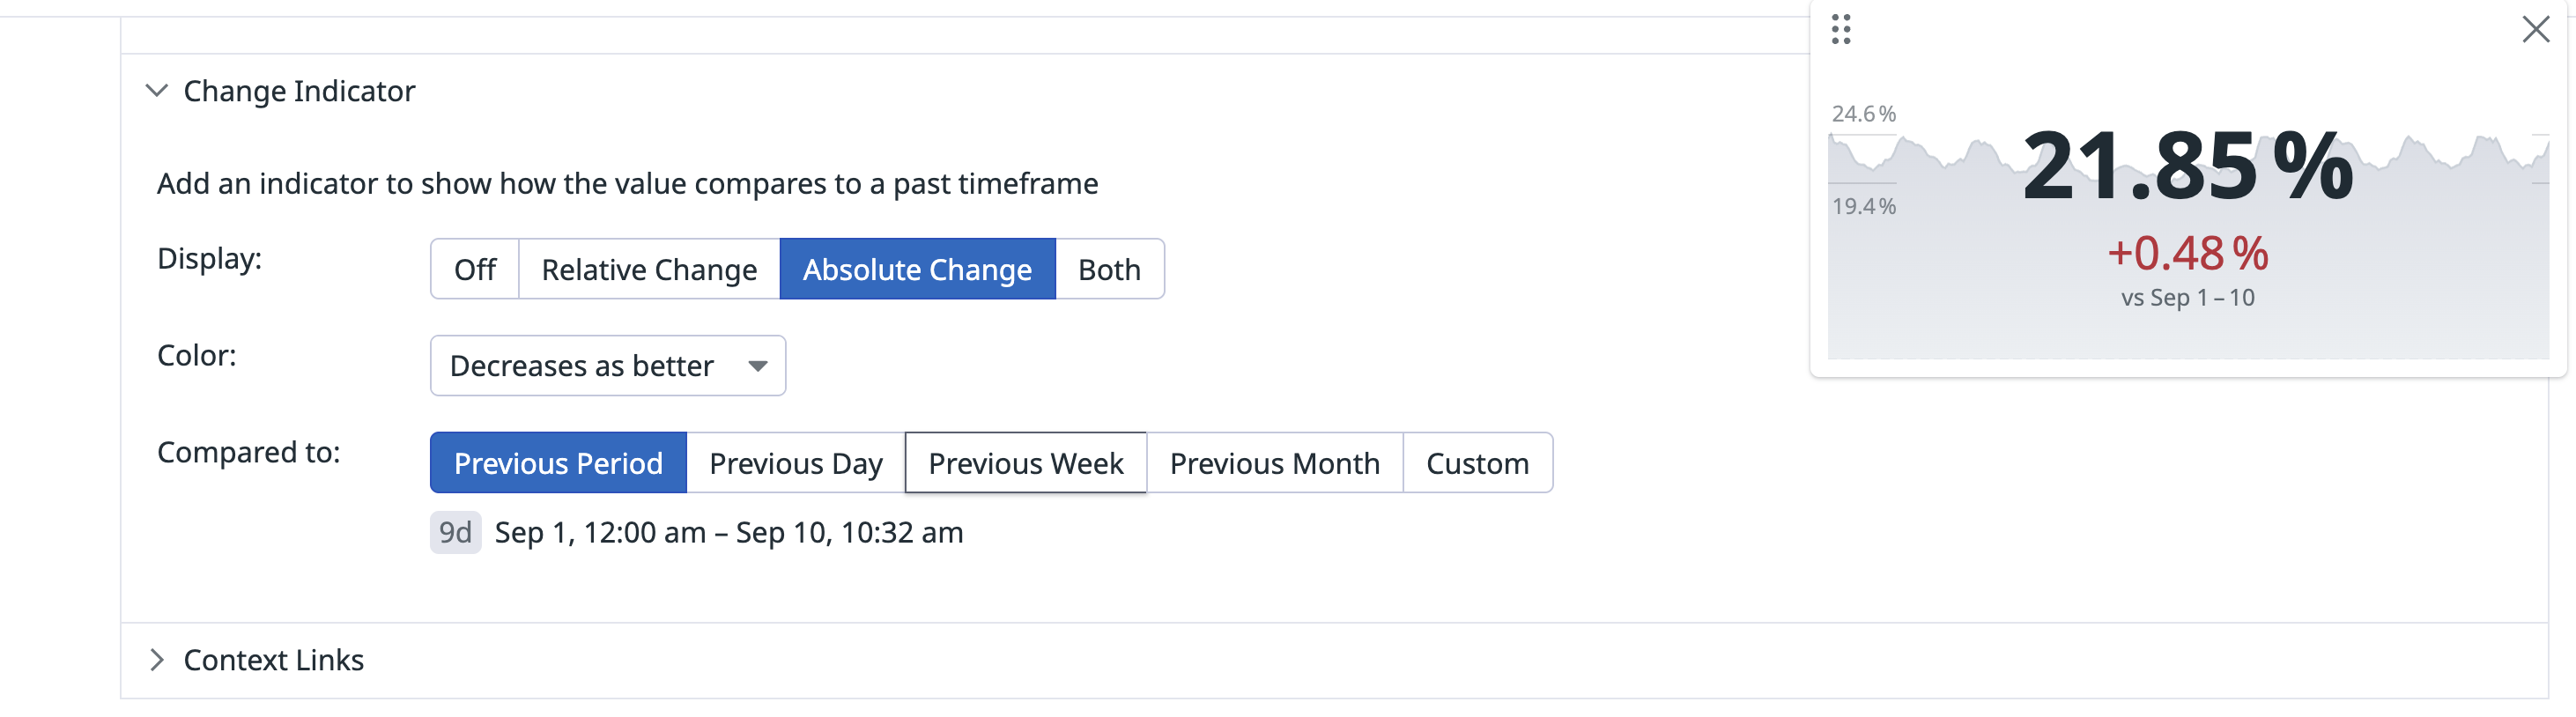 Change Indicator
Add an indicator to show how the value compares to a past timeframe
Display:
Off Relative Change Absolute Change Both
Color:
Decreases as better
Compared to:
Previous Period Previous Day Previous Week Previous Month Custom
9d Sep 1, 12:00 am – Sep 10, 10:32 am
Context Links
24.6%
21.85%
19.4%
+0.48%
vs Sep 1–10